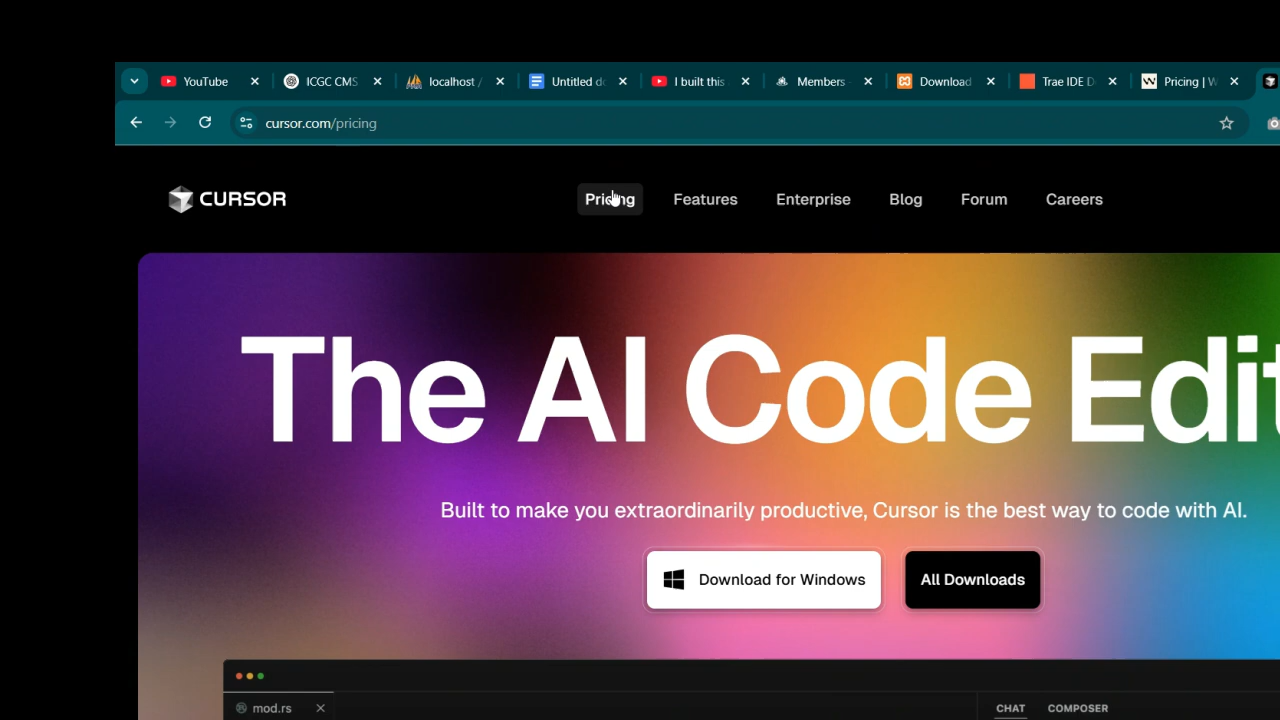 YouTube ICGC CMS localhost / Untitled do I built this Members Download Trae IDE D Pricing | W
cursor.com/pricing
CURSOR Pricing Features Enterprise Blog Forum Careers
The AI Code Edit
Built to make you extraordinarily productive, Cursor is the best way to code with AI.
Download for Windows All Downloads
mod.rs CHAT COMPOSER